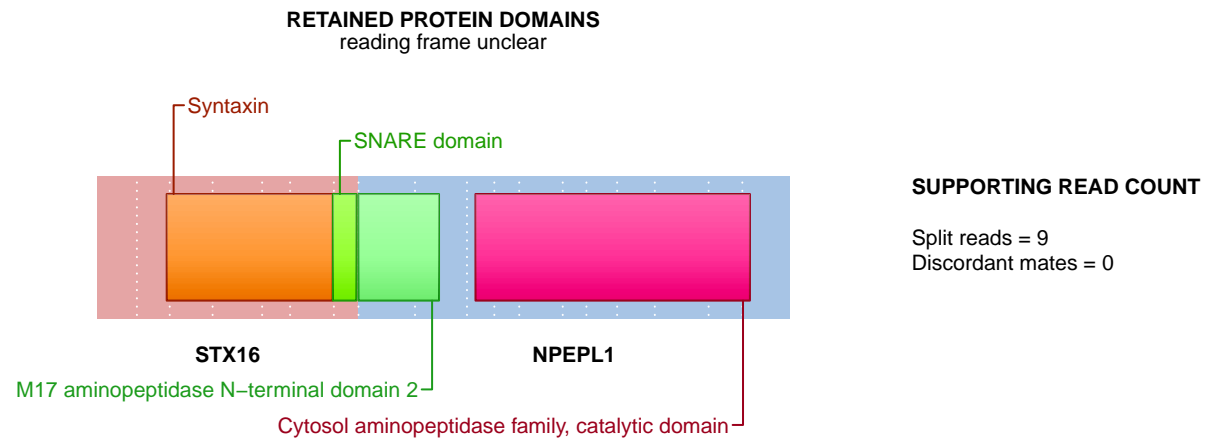 RETAINED PROTEIN DOMAINS
reading frame unclear
Syntaxin
SNARE domain
SUPPORTING READ COUNT
Split reads = 9
Discordant mates = 0
STX16
NPEPL1
M17 aminopeptidase N−terminal domain 2
Cytosol aminopeptidase family, catalytic domain